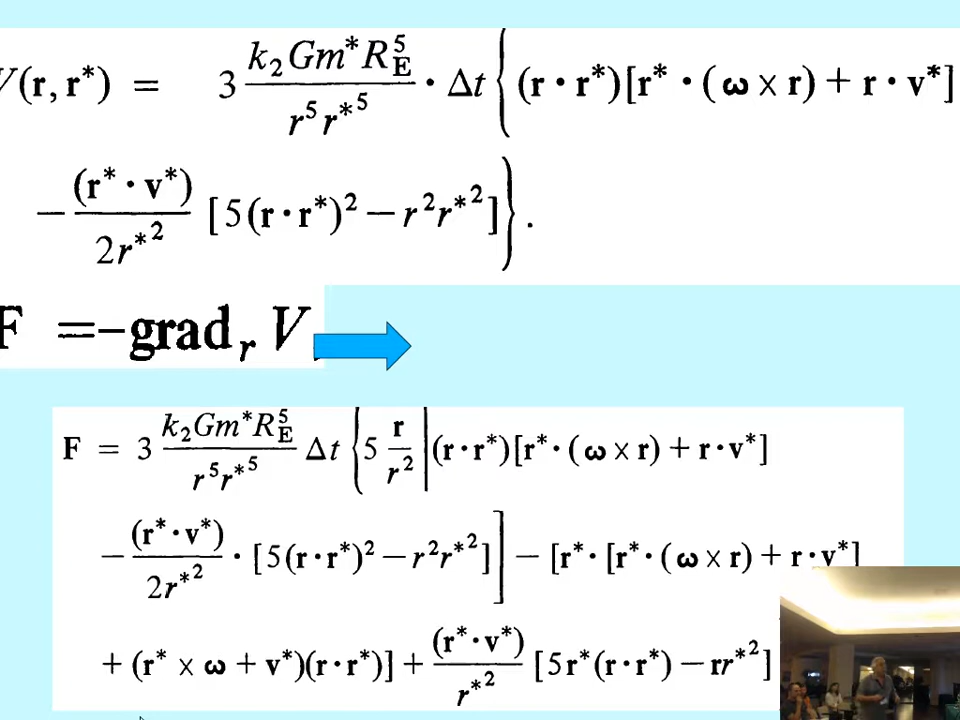 V(r, r*) = 3 k₂Gm*R_E⁵ / r⁵r*⁵ · Δt { (r · r*)[r* · (ω x r) + r · v*]
− (r* · v*) / 2r*² [5(r · r*)² − r²r*²] } .
F = −grad_r V,
F = 3 k₂Gm*R_E⁵ / r⁵r*⁵ Δt { 5 r / r² [ (r · r*)[r* · (ω x r) + r · v*]
− (r* · v*) / 2r*² · [5(r · r*)² − r²r*²] ] − [r* · [r* · (ω x r) + r · v*]
+ (r* x ω + v*)(r · r*)] + (r* · v*) / r*² [5r*(r · r*) − rr*²]